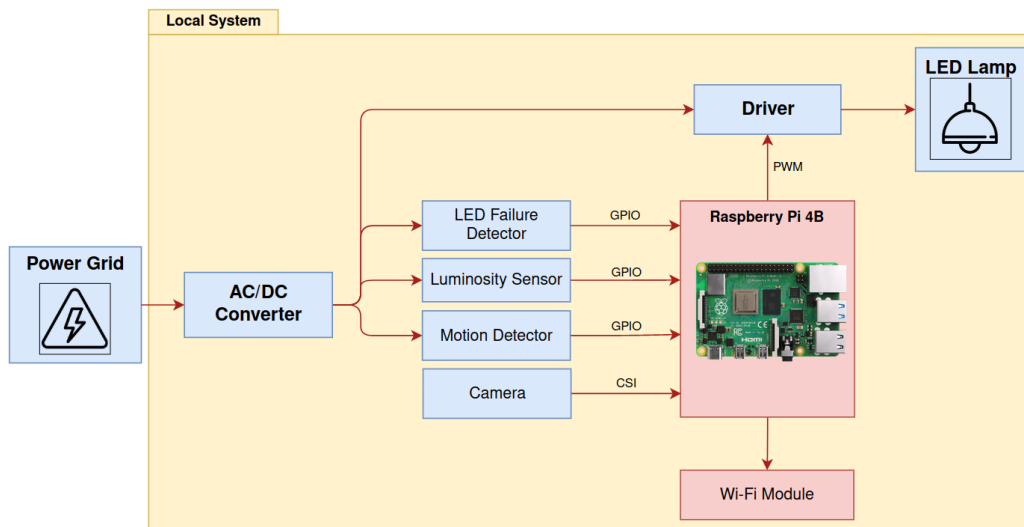 Local System
LED Lamp
Driver
PWM
LED Failure
Detector
GPIO
Raspberry Pi 4B
Power Grid
AC/DC
Converter
Luminosity Sensor
GPIO
Motion Detector
GPIO
HDMI
Camera
CSI
Wi-Fi Module